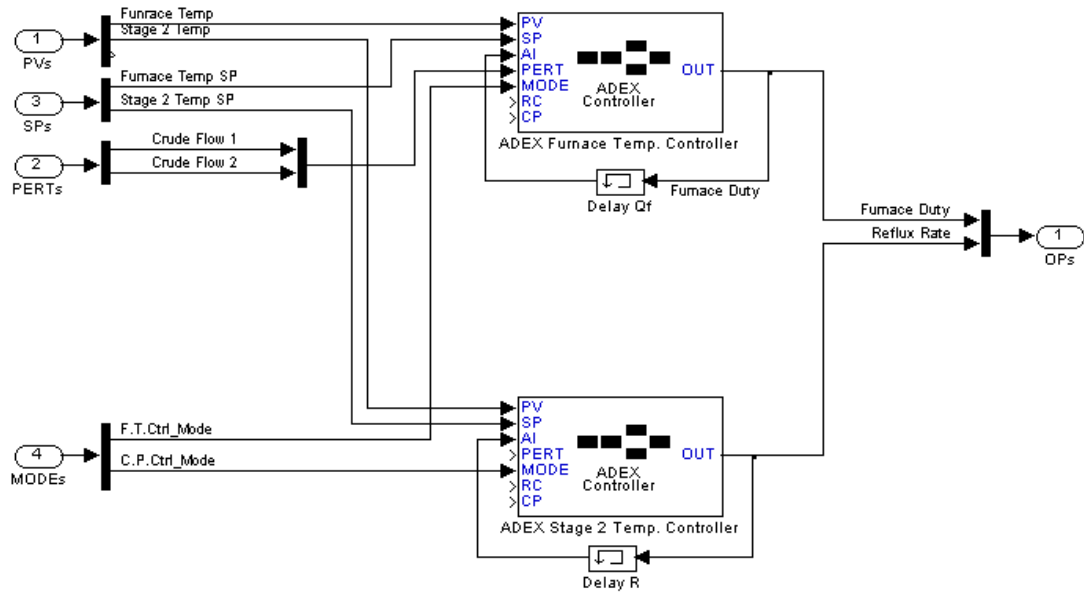 Funrace Temp
Stage 2 Temp
1
PVs
Furnace Temp SP
Stage 2 Temp SP
3
SPs
Crude Flow 1
Crude Flow 2
2
PERTs
PV
SP
AI
PERT
MODE
RC
CP
ADEX
Controller
OUT
ADEX Furnace Temp. Controller
Furnace Duty
Delay Qf
Furnace Duty
Reflux Rate
1
OPs
F.T.Ctrl_Mode
C.P.Ctrl_Mode
4
MODEs
PV
SP
AI
PERT
MODE
RC
CP
ADEX
Controller
OUT
ADEX Stage 2 Temp. Controller
Delay R